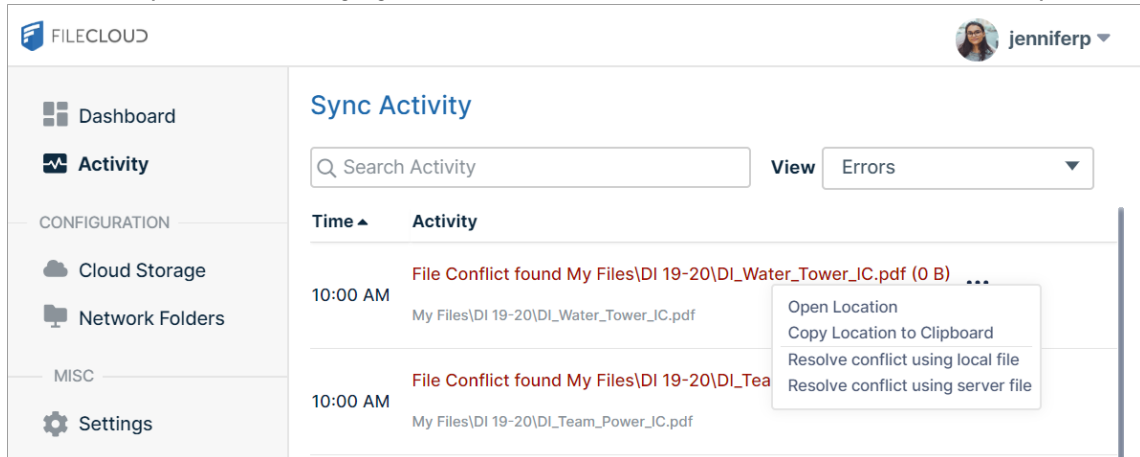 FILECLOUD
jenniferp
Dashboard
Activity
CONFIGURATION
Cloud Storage
Network Folders
MISC
Settings
Sync Activity
Search Activity
View Errors
Time Activity
10:00 AM
File Conflict found My Files\DI 19-20\DI_Water_Tower_IC.pdf (0 B)
My Files\DI 19-20\DI_Water_Tower_IC.pdf
Open Location
Copy Location to Clipboard
Resolve conflict using local file
Resolve conflict using server file
10:00 AM
File Conflict found My Files\DI 19-20\DI_Tea
My Files\DI 19-20\DI_Team_Power_IC.pdf